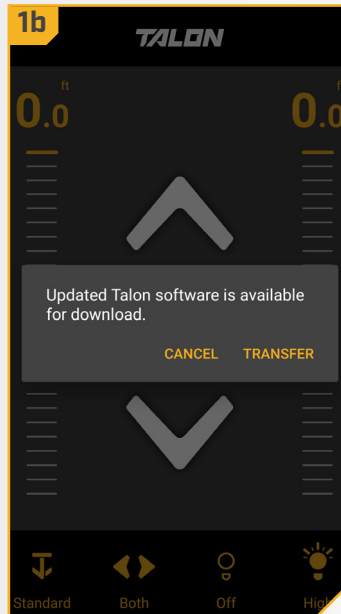 1b
TALON
ft
0.0
f
0.0
Updated Talon software is available
for download.
CANCEL TRANSFER
Standard Both Off High